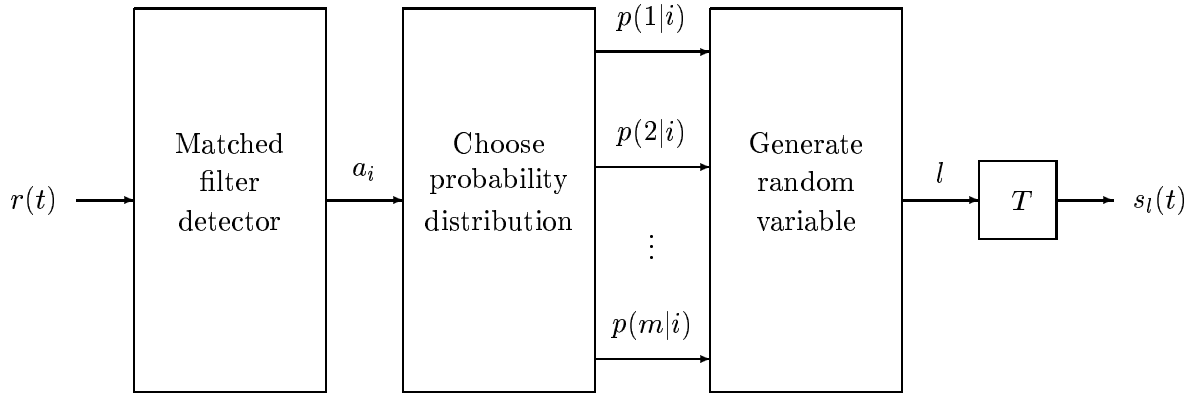 r(t)
Matched
filter
detector
a_i
Choose
probability
distribution
p(1|i)
p(2|i)
⋮
p(m|i)
Generate
random
variable
l
T
s_l(t)